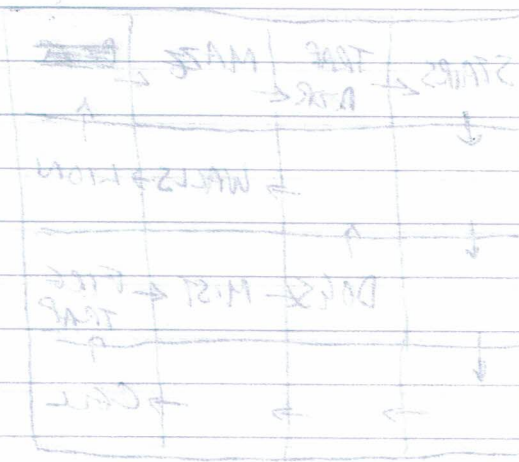 STAIRS TRAP MAZE
WALLS LION
DOGS MIST FIRE
TRAP
CELL